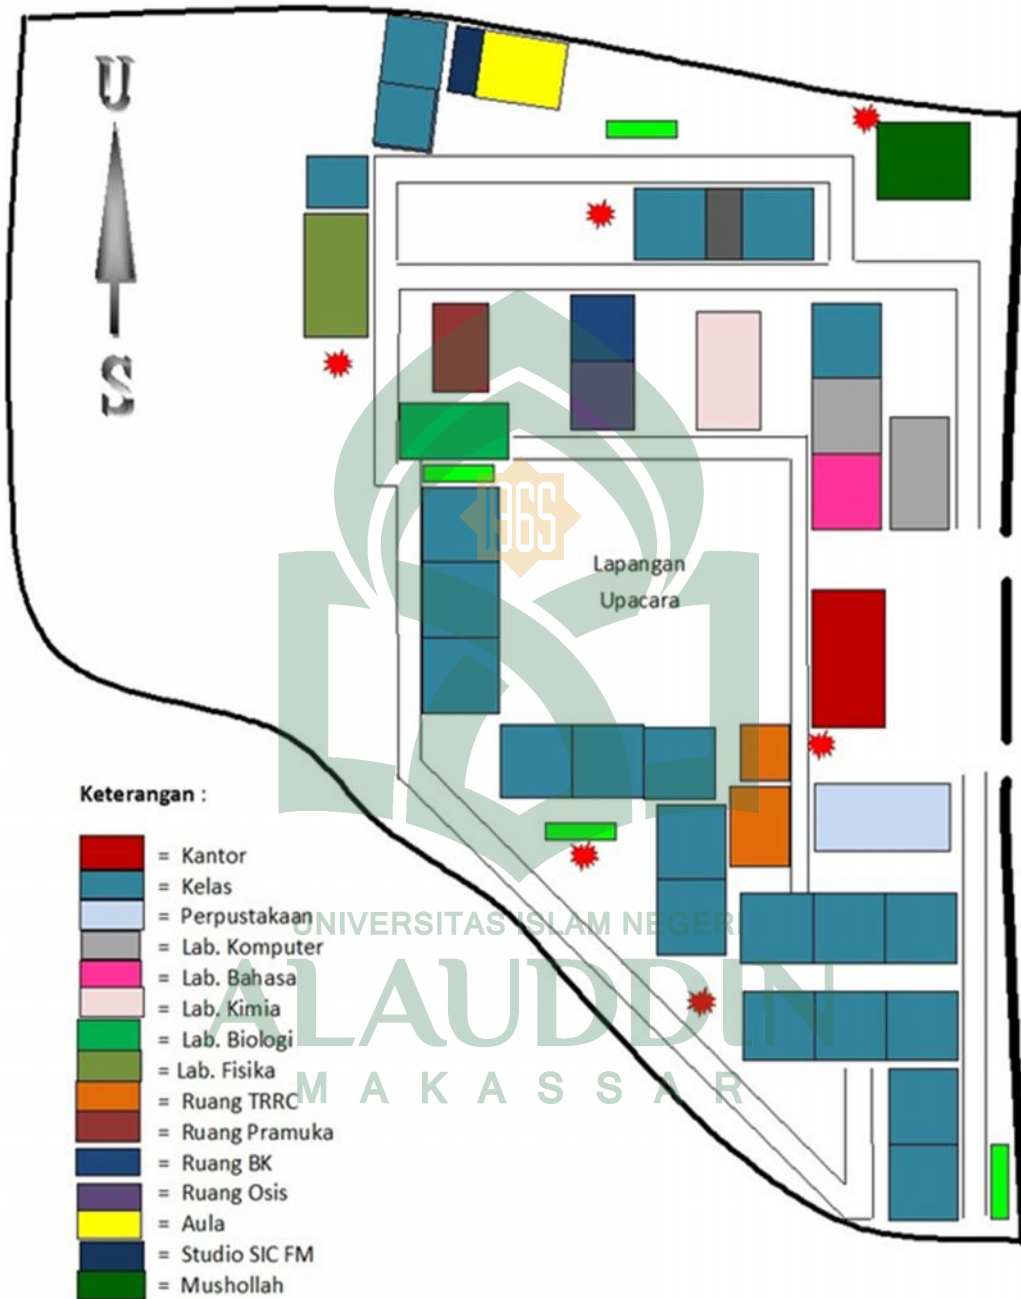 U
S
Lapangan
Upacara
1965
Keterangan :
= Kantor
= Kelas
= Perpustakaan
= Lab. Komputer
= Lab. Bahasa
= Lab. Kimia
= Lab. Biologi
= Lab. Fisika
= Ruang TRRC
= Ruang Pramuka
= Ruang BK
= Ruang Osis
= Aula
= Studio SIC FM
= Mushollah
UNIVERSITAS ISLAM NEGERI
ALAUDDIN
MAKASSAR